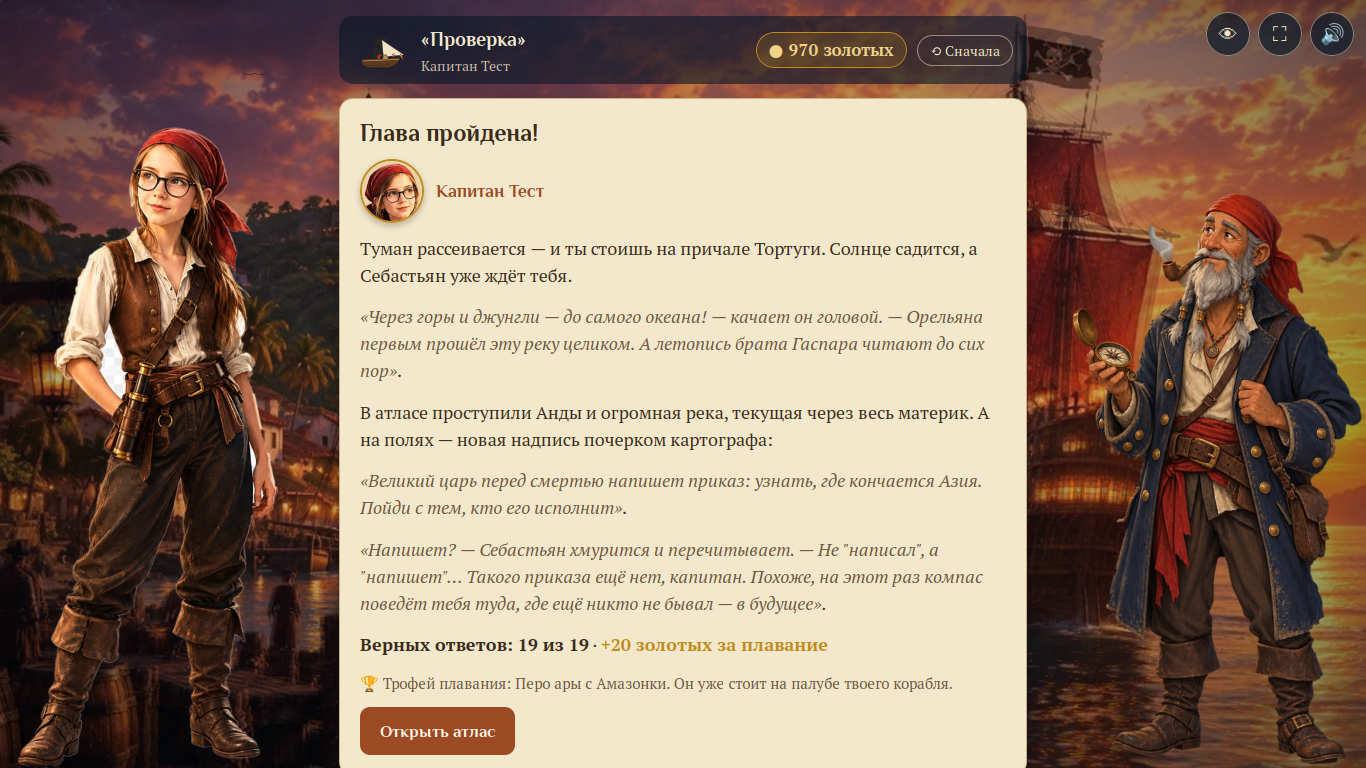 «Проверка»
Капитан Тест
970 золотых
⟲ Сначала
Глава пройдена!
Капитан Тест
Туман рассеивается — и ты стоишь на причале Тортуги. Солнце садится, а
Себастьян уже ждёт тебя.
«Через горы и джунгли — до самого океана! — качает он головой. — Орельяна
первым прошёл эту реку целиком. А летопись брата Гаспара читают до сих
пор».
В атласе проступили Анды и огромная река, текущая через весь материк. А
на полях — новая надпись почерком картографа:
«Великий царь перед смертью напишет приказ: узнать, где кончается Азия.
Пойди с тем, кто его исполнит».
«Напишет? — Себастьян хмурится и перечитывает. — Не "написал", а
"напишет"… Такого приказа ещё нет, капитан. Похоже, на этот раз компас
поведёт тебя туда, где ещё никто не бывал — в будущее».
Верных ответов: 19 из 19 · +20 золотых за плавание
🏆 Трофей плавания: Перо ары с Амазонки. Он уже стоит на палубе твоего корабля.
Открыть атлас